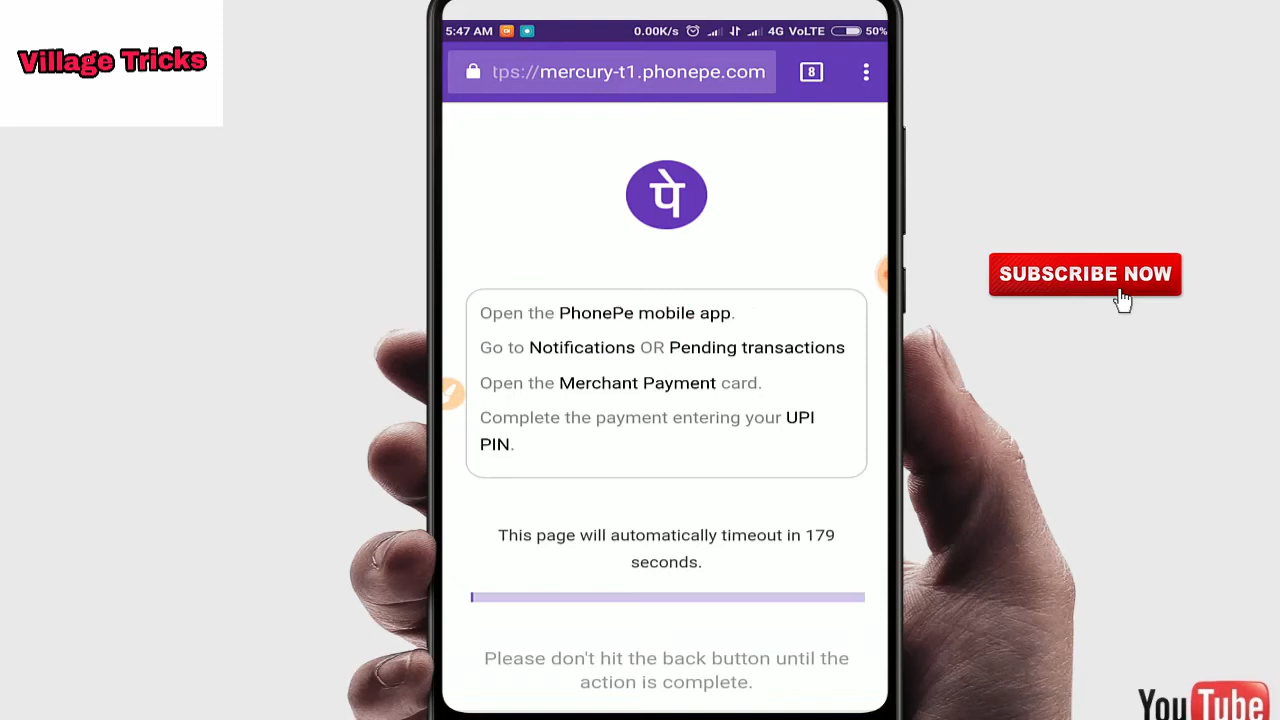 Village Tricks
5:47 AM
0.00K/s
4G VoLTE
50%
tps://mercury-t1.phonepe.com
8
पे
Open the PhonePe mobile app.
Go to Notifications OR Pending transactions
Open the Merchant Payment card.
Complete the payment entering your UPI
PIN.
This page will automatically timeout in 179
seconds.
Please don't hit the back button until the
action is complete.
SUBSCRIBE NOW
YouTube